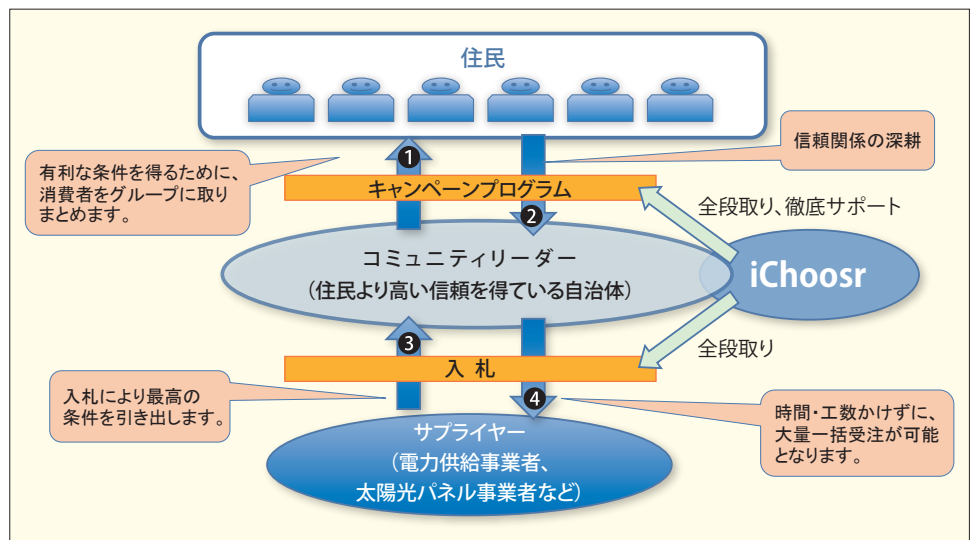 住民
❶
有利な条件を得るために、
消費者をグループに取り
まとめます。
信頼関係の深耕
キャンペーンプログラム
❷
全段取り、徹底サポート
コミュニティリーダー
(住民より高い信頼を得ている自治体)
iChoosr
❸
全段取り
入 札
入札により最高の
条件を引き出します。
❹
時間・工数かけずに、
大量一括受注が可能
となります。
サプライヤー
(電力供給事業者、
太陽光パネル事業者など)